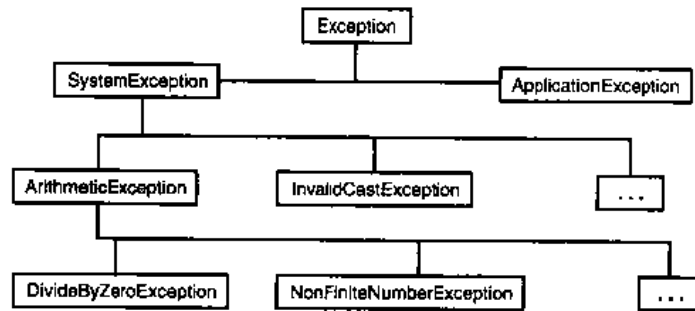 Exception
SystemException
ApplicationException
ArithmeticException
InvalidCastException
...
DivideByZeroException
NonFiniteNumberException
...